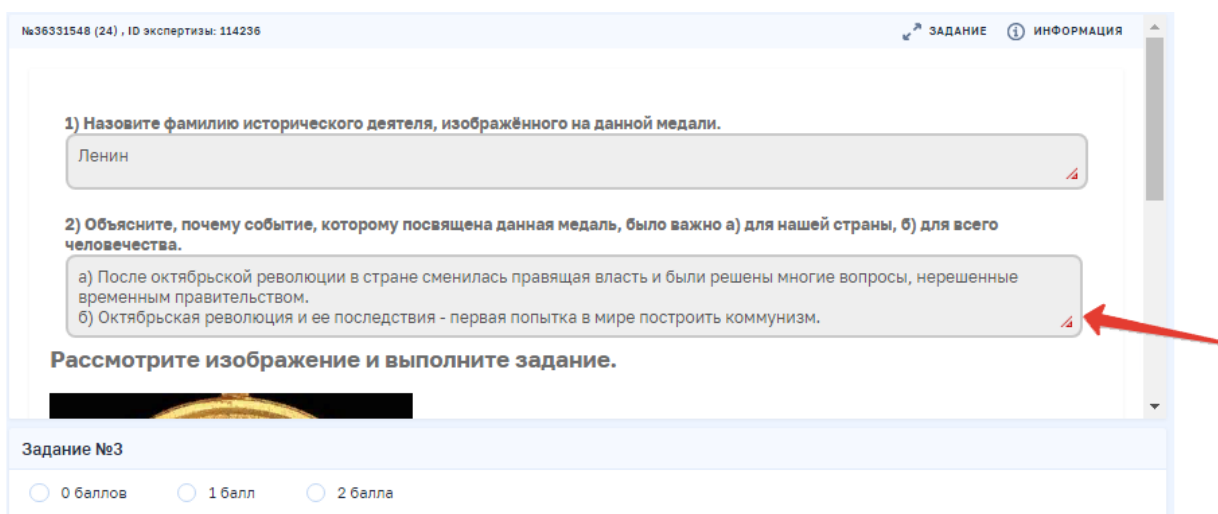 №36331548 (24) , ID экспертизы: 114236
ЗАДАНИЕ
ИНФОРМАЦИЯ
1) Назовите фамилию исторического деятеля, изображённого на данной медали.
Ленин
2) Объясните, почему событие, которому посвящена данная медаль, было важно а) для нашей страны, б) для всего
человечества.
а) После октябрьской революции в стране сменилась правящая власть и были решены многие вопросы, нерешенные
временным правительством.
б) Октябрьская революция и ее последствия - первая попытка в мире построить коммунизм.
Рассмотрите изображение и выполните задание.
Задание №3
0 баллов
1 балл
2 балла